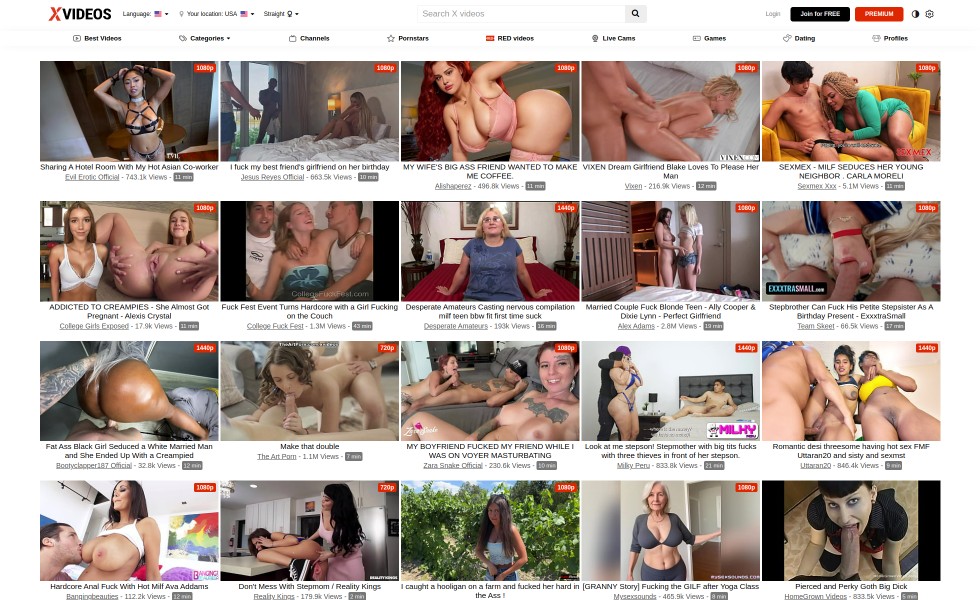 XVIDEOS
Language:
Your location: USA
Straight
Search X videos
Login
Join for FREE
PREMIUM
Best Videos
Categories
Channels
Pornstars
RED videos
Live Cams
Games
Dating
Profiles
1080p
Sharing A Hotel Room With My Hot Asian Co-worker
Evil Erotic Official - 743.1k Views - 11 min
1080p
I fuck my best friend's girlfriend on her birthday
Jesus Reyes Official - 663.5k Views - 10 min
1080p
MY WIFE'S BIG ASS FRIEND WANTED TO MAKE
ME COFFEE.
Alishaperez - 496.8k Views - 11 min
1080p
VIXEN
VIXEN Dream Girlfriend Blake Loves To Please Her
Man
Vixen - 216.9k Views - 12 min
1080p
SEXMEX
SEXMEX - MILF SEDUCES HER YOUNG
NEIGHBOR . CARLA MORELI
Sexmex Xxx - 5.1M Views - 11 min
1080p
ADDICTED TO CREAMPIES - She Almost Got
Pregnant - Alexis Crystal
College Girls Exposed - 17.9k Views - 11 min
CollegeFuckFest.com
Fuck Fest Event Turns Hardcore with a Girl Fucking
on the Couch
College Fuck Fest - 1.3M Views - 43 min
1440p
Desperate Amateurs Casting nervous compilation
milf teen bbw fit first time suck
Desperate Amateurs - 193k Views - 16 min
1080p
Married Couple Fuck Blonde Teen - Ally Cooper &
Dixie Lynn - Perfect Girlfriend
Alex Adams - 2.8M Views - 19 min
1080p
EXXXTRASMALL.com
Stepbrother Can Fuck His Petite Stepsister As A
Birthday Present - ExxxtraSmall
Team Skeet - 66.5k Views - 17 min
1440p
Fat Ass Black Girl Seduced a White Married Man
and She Ended Up With a Creampied
Bootyclapper187 Official - 32.8k Views - 12 min
720p
Make that double
The Art Porn - 1.1M Views - 7 min
1080p
MY BOYFRIEND FUCKED MY FRIEND WHILE I
WAS ON VOYER MASTURBATING
Zara Snake Official - 230.6k Views - 10 min
1440p
MILKY
PERU
Look at me stepson! Stepmother with big tits fucks
with three thieves in front of her stepson.
Milky Peru - 833.8k Views - 21 min
1440p
Romantic desi threesome having hot sex FMF
Uttaran20 and sisty and sexmst
Uttaran20 - 846.4k Views - 9 min
1080p
Hardcore Anal Fuck With Hot Milf Ava Addams
Bangingbeauties - 112.2k Views - 12 min
720p
REALITY KINGS
Don't Mess With Stepmom / Reality Kings
Reality Kings - 179.9k Views - 2 min
I caught a hooligan on a farm and fucked her hard in
the Ass !
1080p
MYSEXSOUNDS.COM
[GRANNY Story] Fucking the GILF after Yoga Class
Mysexsounds - 465.9k Views - 8 min
Pierced and Perky Goth Big Dick
HomeGrown Videos - 833.5k Views - 5 min